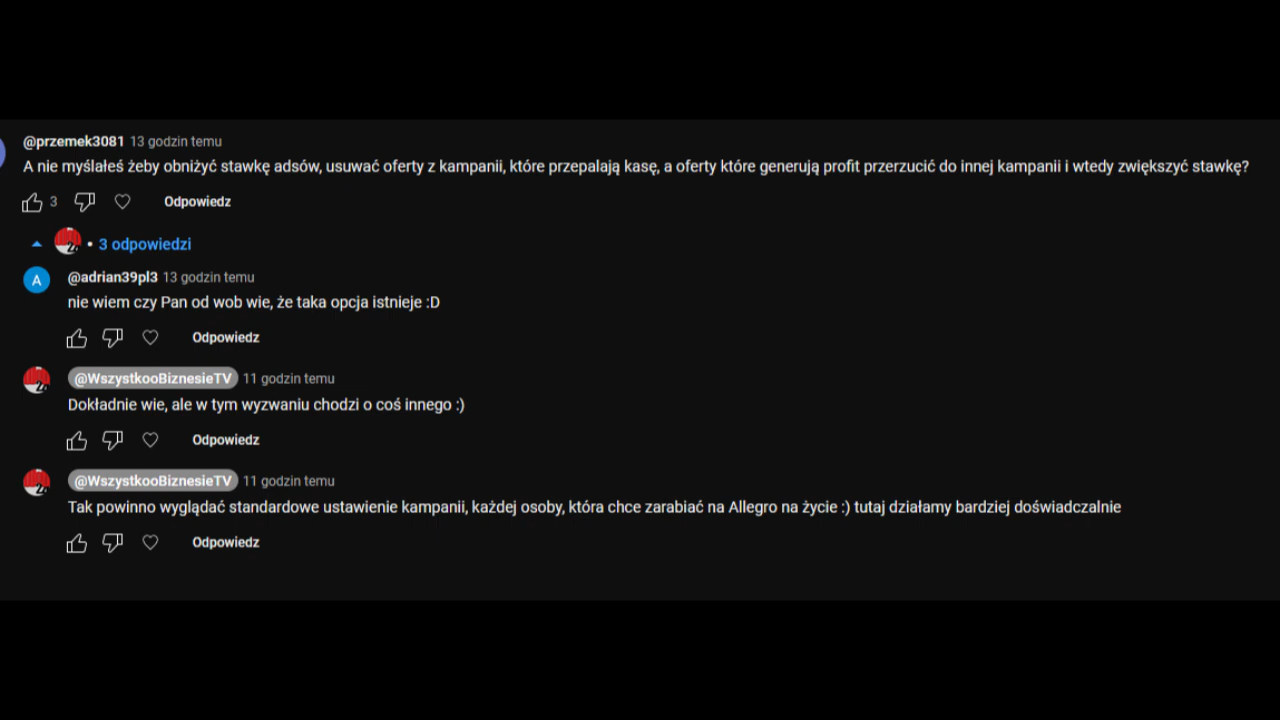 @przemek3081 13 godzin temu
A nie myślałeś żeby obniżyć stawkę adsów, usuwać oferty z kampanii, które przepalają kasę, a oferty które generują profit przerzucić do innej kampanii i wtedy zwiększyć stawkę?
3 Odpowiedz
• 3 odpowiedzi
A @adrian39pl3 13 godzin temu
nie wiem czy Pan od wob wie, że taka opcja istnieje :D
Odpowiedz
@WszystkooBiznesieTV 11 godzin temu
Dokładnie wie, ale w tym wyzwaniu chodzi o coś innego :)
Odpowiedz
@WszystkooBiznesieTV 11 godzin temu
Tak powinno wyglądać standardowe ustawienie kampanii, każdej osoby, która chce zarabiać na Allegro na życie :) tutaj działamy bardziej doświadczalnie
Odpowiedz